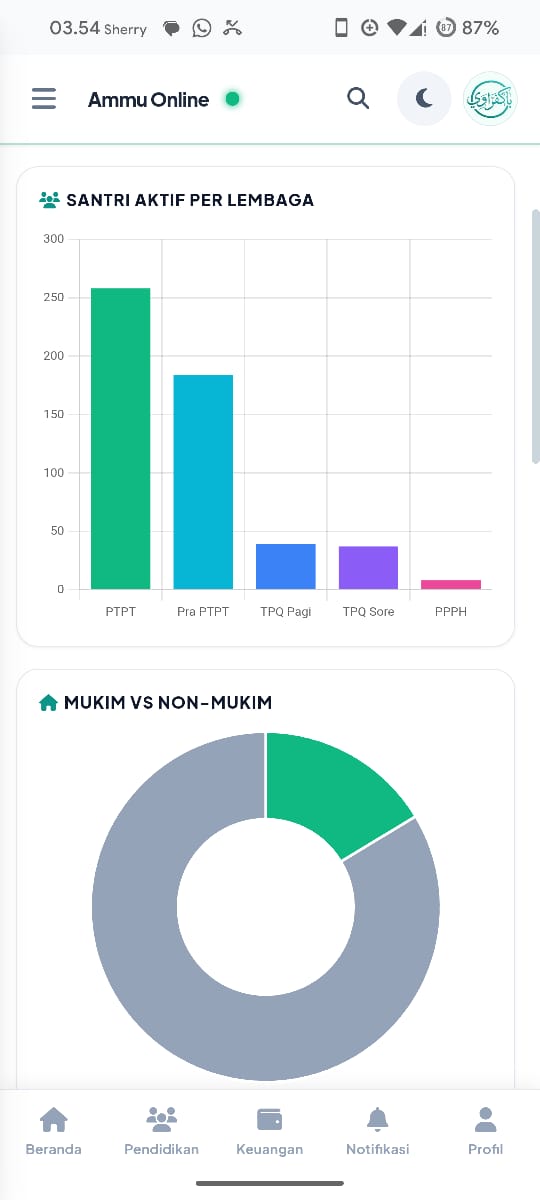 03.54 Sherry 87 87%
Ammu Online
SANTRI AKTIF PER LEMBAGA
300
250
200
150
100
50
0
PTPT Pra PTPT TPQ Pagi TPQ Sore PPPH
MUKIM VS NON-MUKIM
Beranda Pendidikan Keuangan Notifikasi Profil